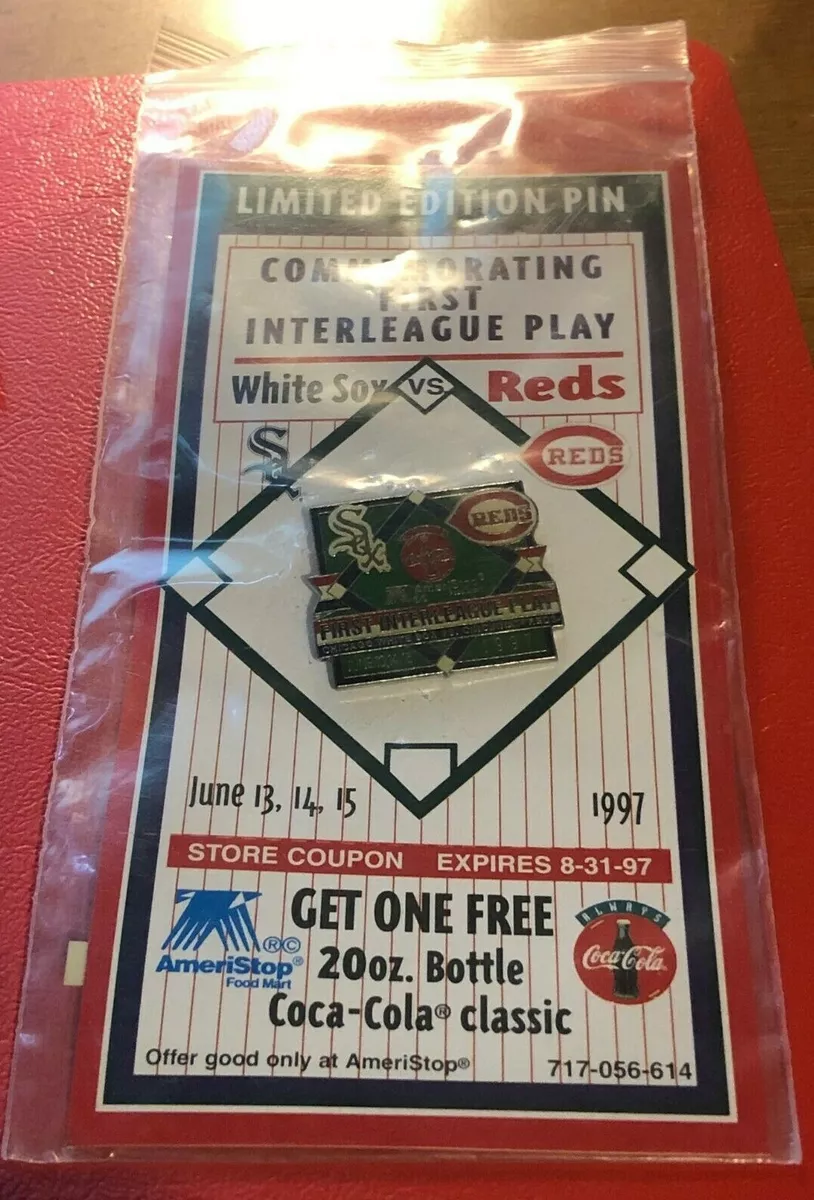 LIMITED EDITION PIN
COMMEMORATING
FIRST
INTERLEAGUE PLAY
White Sox VS Reds
Sox REDS
Sox REDS
FIRST INTERLEAGUE PLAY
June 13, 14, 15 1997
STORE COUPON EXPIRES 8-31-97
GET ONE FREE
20oz. Bottle
Coca-Cola® classic
®©
AmeriStop®
Food Mart
ALWAYS
Coca-Cola
Offer good only at AmeriStop®
717-056-614